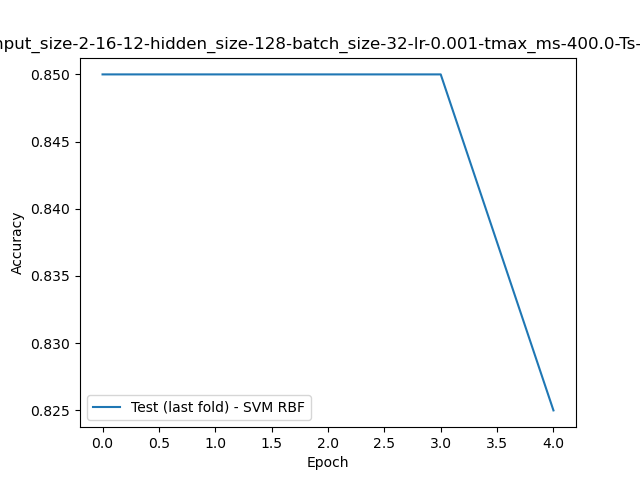 nput_size-2-16-12-hidden_size-128-batch_size-32-lr-0.001-tmax_ms-400.0-Ts-
0.850
0.845
0.840
0.835
0.830
0.825
Accuracy
Test (last fold) - SVM RBF
0.0 0.5 1.0 1.5 2.0 2.5 3.0 3.5 4.0
Epoch